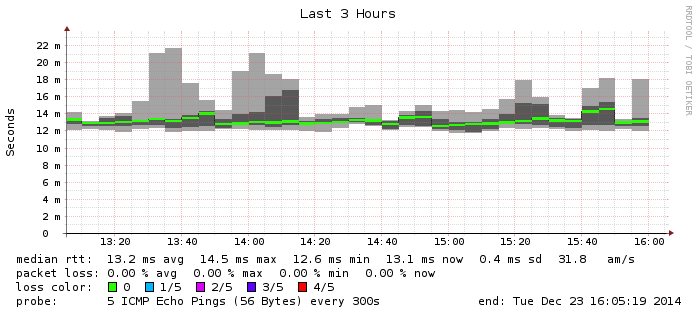 Last 3 Hours
RRDTOOL / TOBI OETIKER
Seconds
22 m
20 m
18 m
16 m
14 m
12 m
10 m
8 m
6 m
4 m
2 m
0
13:20 13:40 14:00 14:20 14:40 15:00 15:20 15:40 16:00
median rtt: 13.2 ms avg 14.5 ms max 12.6 ms min 13.1 ms now 0.4 ms sd 31.8 am/s
packet loss: 0.00 % avg 0.00 % max 0.00 % min 0.00 % now
loss color: 0 1/5 2/5 3/5 4/5
probe: 5 ICMP Echo Pings (56 Bytes) every 300s end: Tue Dec 23 16:05:19 2014